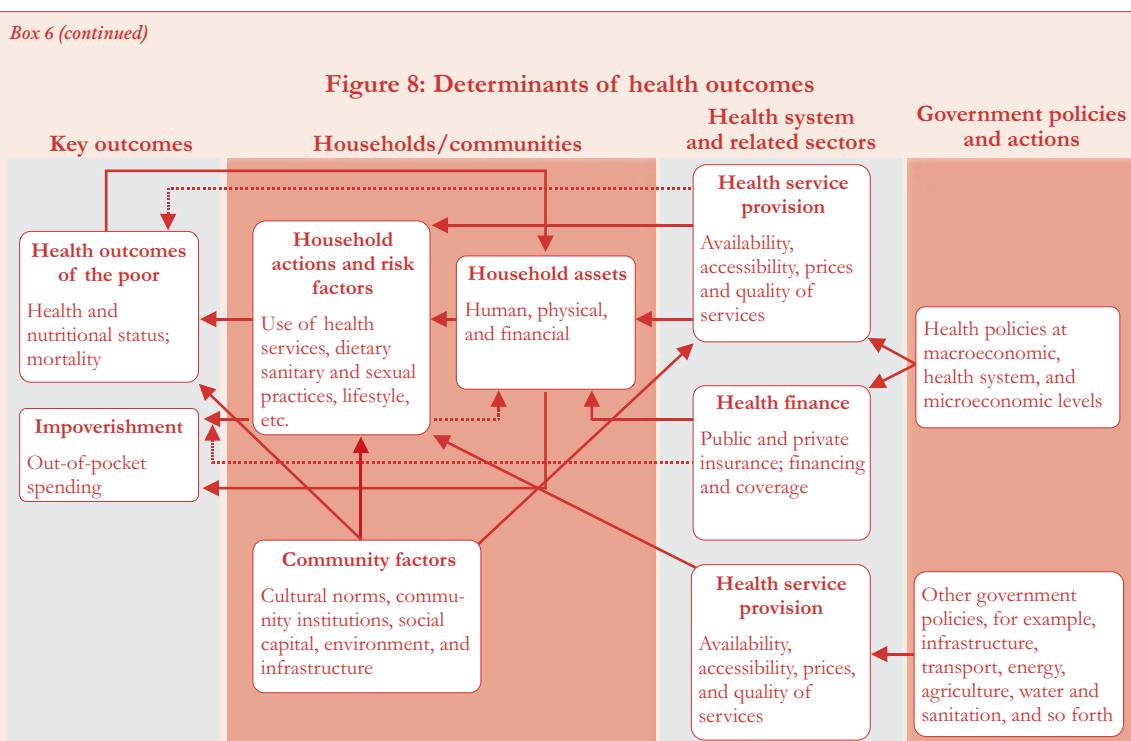 Box 6 (continued)
Figure 8: Determinants of health outcomes
Key outcomes
Households/communities
Health system
and related sectors
Government policies
and actions
Health outcomes
of the poor
Health and
nutritional status;
mortality
Impoverishment
Out-of-pocket
spending
Household
actions and risk
factors
Use of health
services, dietary
sanitary and sexual
practices, lifestyle,
etc.
Household assets
Human, physical,
and financial
Community factors
Cultural norms, commu-
nity institutions, social
capital, environment, and
infrastructure
Health service
provision
Availability,
accessibility, prices
and quality of
services
Health finance
Public and private
insurance; financing
and coverage
Health service
provision
Availability,
accessibility, prices,
and quality of
services
Health policies at
macroeconomic,
health system, and
microeconomic levels
Other government
policies, for example,
infrastructure,
transport, energy,
agriculture, water and
sanitation, and so forth